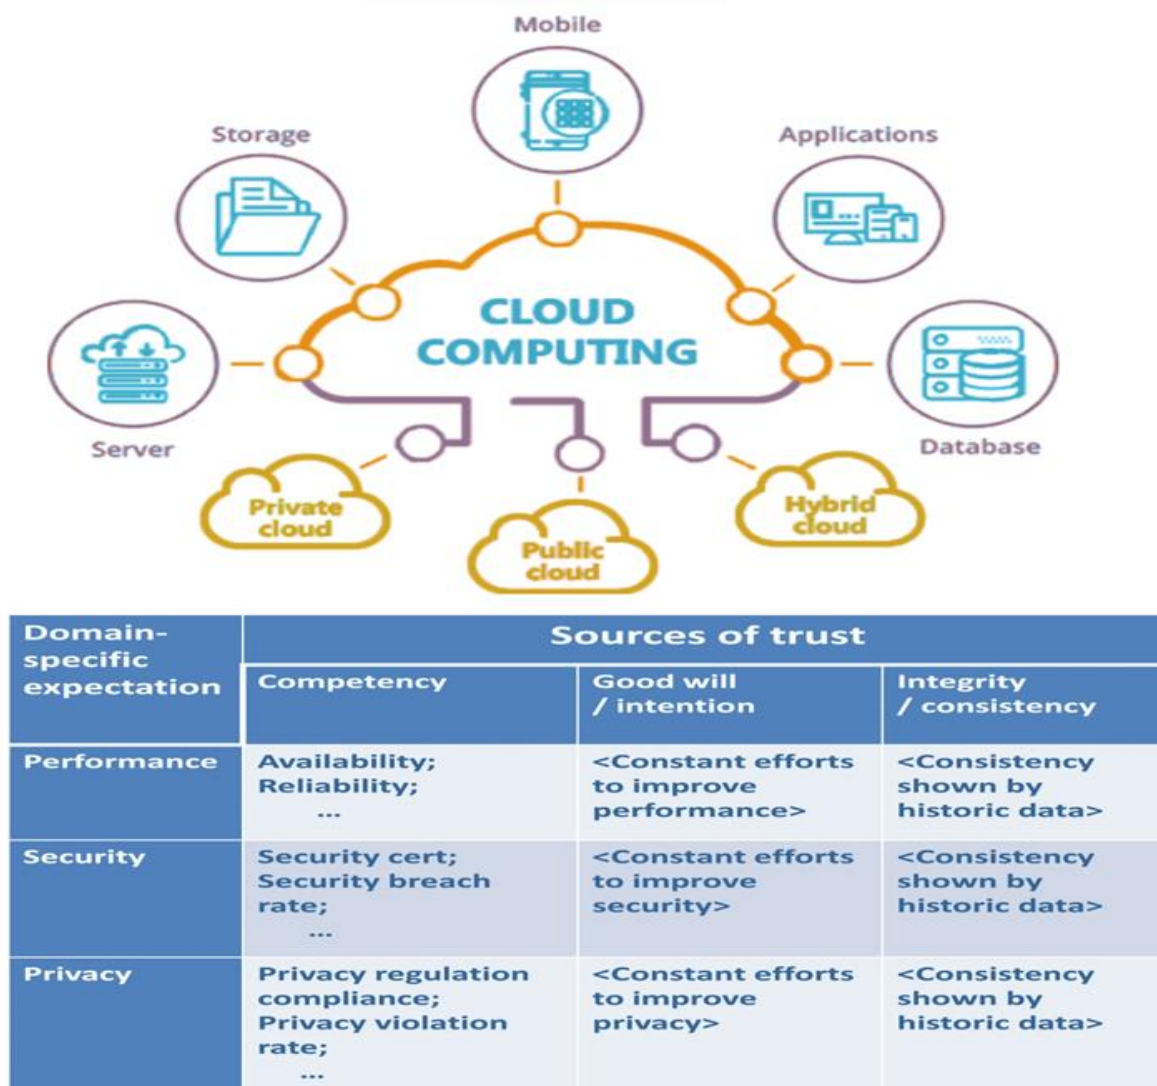 Mobile
Storage
Applications
CLOUD
COMPUTING
Server
Database
Private
cloud
Public
cloud
Hybrid
cloud
Domain-
specific
expectation
Sources of trust
Competency
Good will
/ intention
Integrity
/ consistency
Performance
Availability;
Reliability;
...
<Constant efforts
to improve
performance>
<Consistency
shown by
historic data>
Security
Security cert;
Security breach
rate;
...
<Constant efforts
to improve
security>
<Consistency
shown by
historic data>
Privacy
Privacy regulation
compliance;
Privacy violation
rate;
...
<Constant efforts
to improve
privacy>
<Consistency
shown by
historic data>